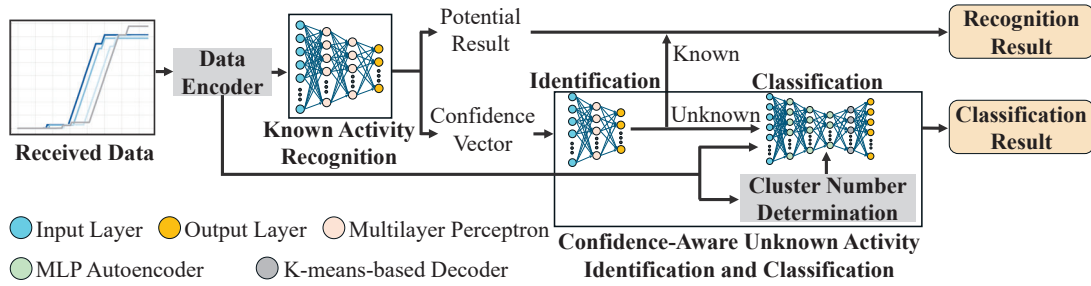 Received Data
Data
Encoder
Known Activity
Recognition
Potential
Result
Confidence
Vector
Identification
Known
Unknown
Classification
Cluster Number
Determination
Confidence-Aware Unknown Activity
Identification and Classification
Recognition
Result
Classification
Result
Input Layer
Output Layer
Multilayer Perceptron
MLP Autoencoder
K-means-based Decoder